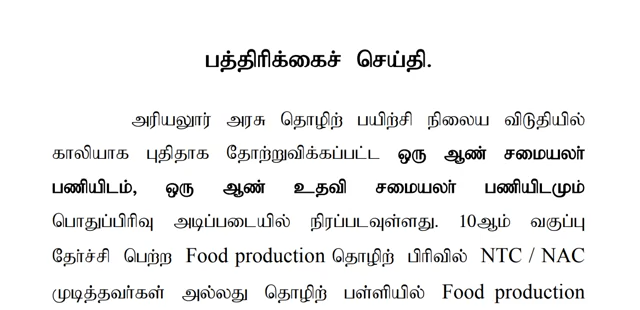 பத்திரிக்கைச் செய்தி.
அரியலூர் அரசு தொழிற் பயிற்சி நிலைய விடுதியில்
காலியாக புதிதாக தோற்றுவிக்கப்பட்ட ஒரு ஆண் சமையலர்
பணியிடம், ஒரு ஆண் உதவி சமையலர் பணியிடமும்
பொதுப்பிரிவு அடிப்படையில் நிரப்படவுள்ளது. 10ஆம் வகுப்பு
தேர்ச்சி பெற்ற Food production தொழிற் பிரிவில் NTC / NAC
முடித்தவர்கள் அல்லது தொழிற் பள்ளியில் Food production